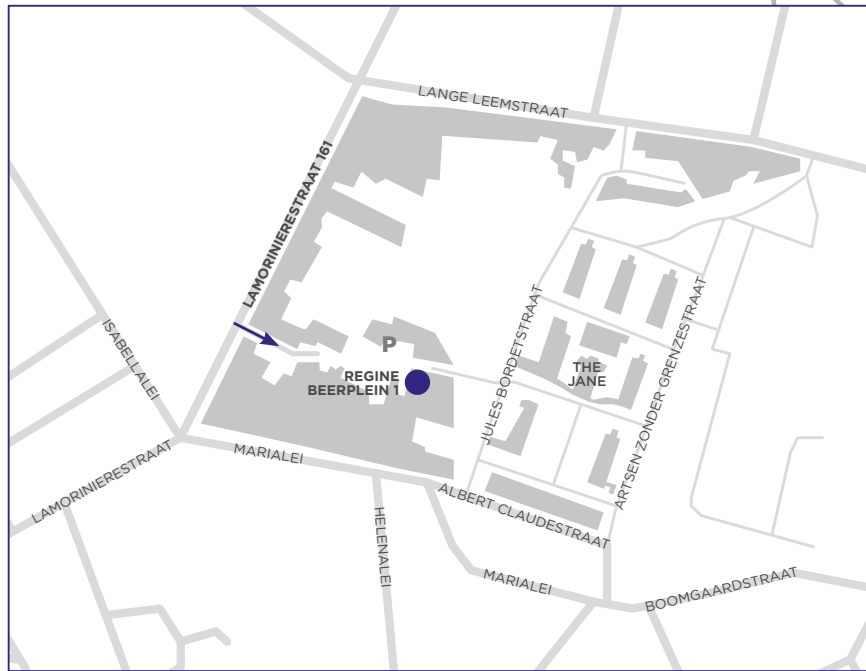 LANGE LEEMSTRAAT
LAMORINIERESTRAAT 161
ISABELLALEI
P
REGINE
BEERPLEIN 1
JULES BORDETSTRAAT
THE
JANE
ARTSEN ZONDER GRENZESTRAAT
LAMORINIERESTRAAT
MARIALEI
ALBERT CLAUDESTRAAT
HELENALEI
MARIALEI
BOOMGAARDSTRAAT